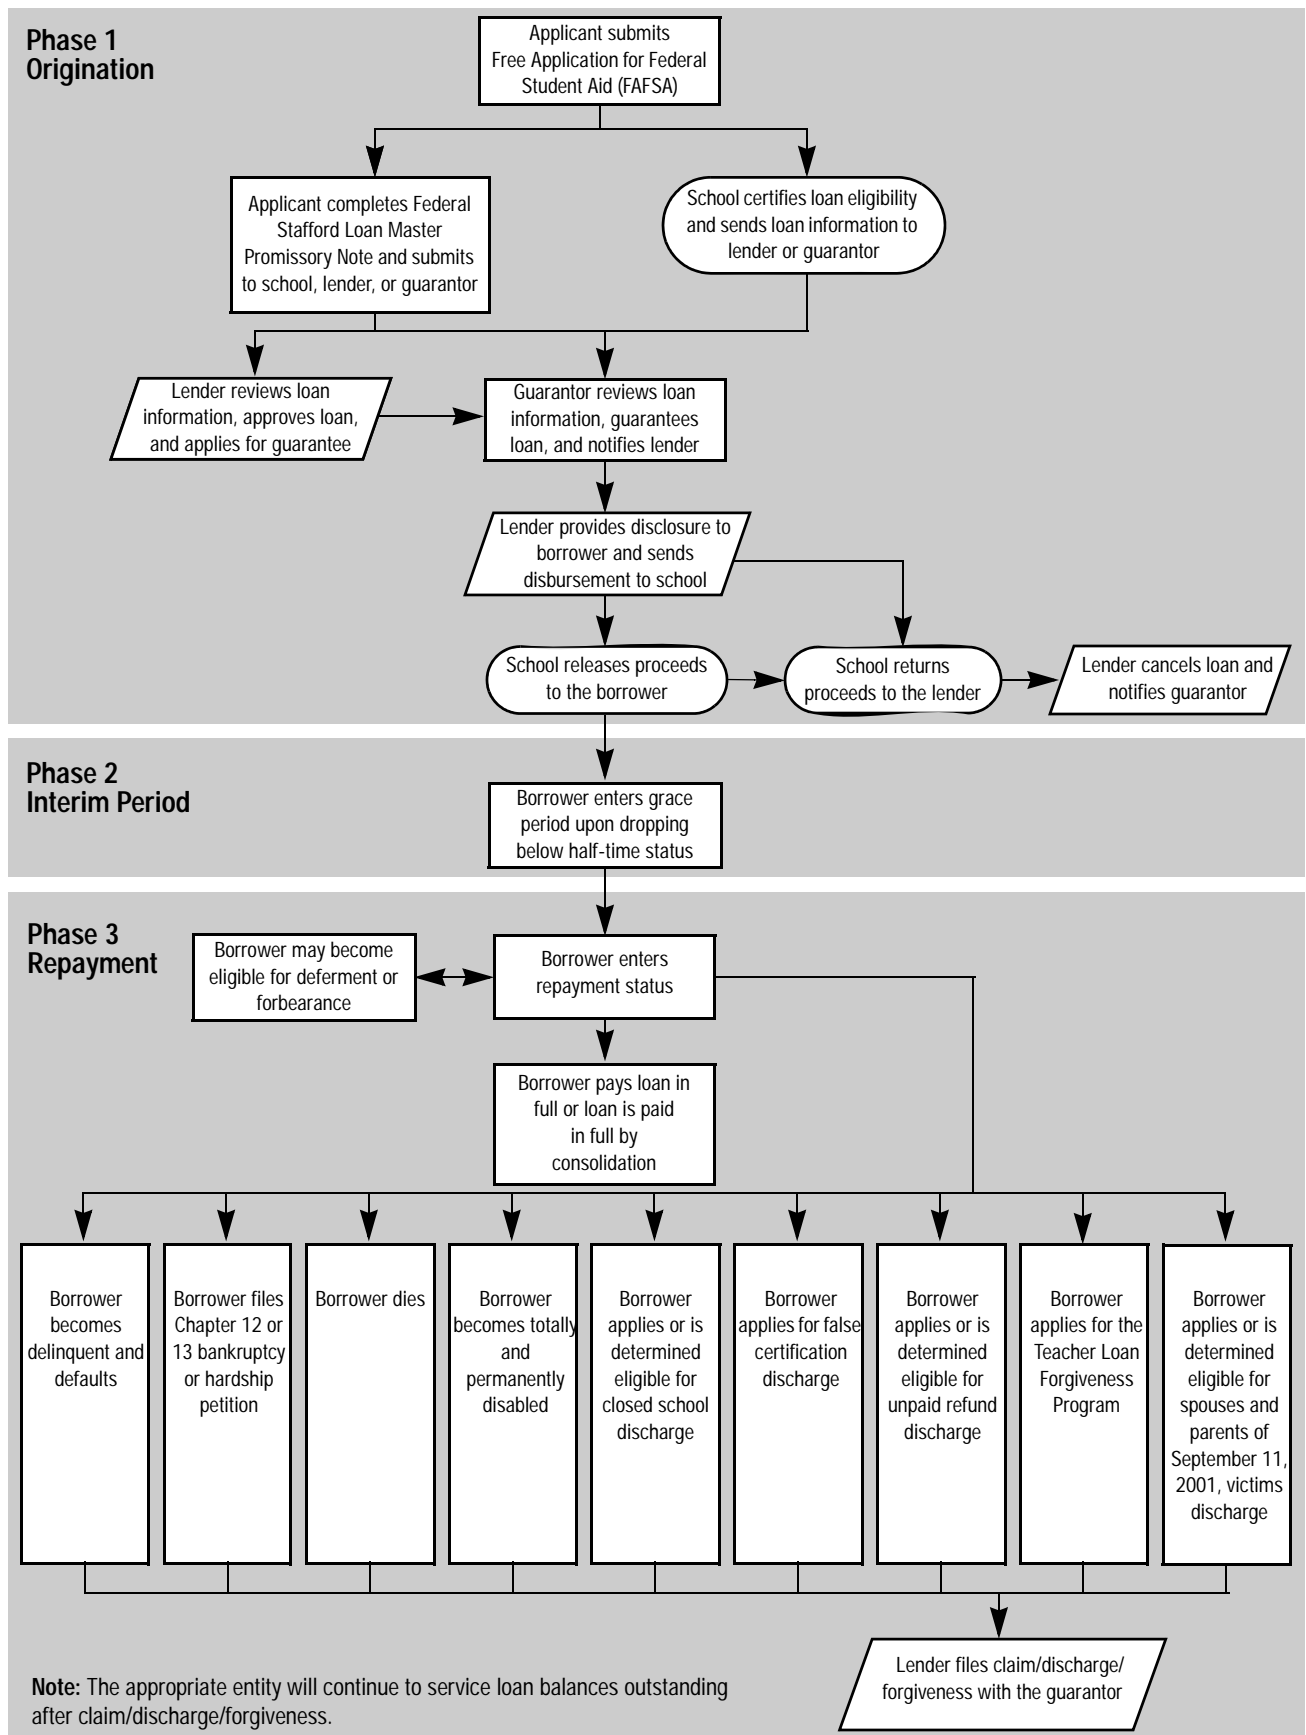 Phase 1
Origination
Applicant submits
Free Application for Federal
Student Aid (FAFSA)
Applicant completes Federal
Stafford Loan Master
Promissory Note and submits
to school, lender, or guarantor
School certifies loan eligibility
and sends loan information to
lender or guarantor
Lender reviews loan
information, approves loan,
and applies for guarantee
Guarantor reviews loan
information, guarantees
loan, and notifies lender
Lender provides disclosure to
borrower and sends
disbursement to school
School releases proceeds
to the borrower
School returns
proceeds to the lender
Lender cancels loan and
notifies guarantor
Phase 2
Interim Period
Borrower enters grace
period upon dropping
below half-time status
Phase 3
Repayment
Borrower may become
eligible for deferment or
forbearance
Borrower enters
repayment status
Borrower pays loan in
full or loan is paid
in full by
consolidation
Borrower
becomes
delinquent and
defaults
Borrower files
Chapter 12 or
13 bankruptcy
or hardship
petition
Borrower dies
Borrower
becomes totally
and
permanently
disabled
Borrower
applies or is
determined
eligible for
closed school
discharge
Borrower
applies for false
certification
discharge
Borrower
applies or is
determined
eligible for
unpaid refund
discharge
Borrower
applies for the
Teacher Loan
Forgiveness
Program
Borrower
applies or is
determined
eligible for
spouses and
parents of
September 11,
2001, victims
discharge
Lender files claim/discharge/
forgiveness with the guarantor
Note: The appropriate entity will continue to service loan balances outstanding
after claim/discharge/forgiveness.